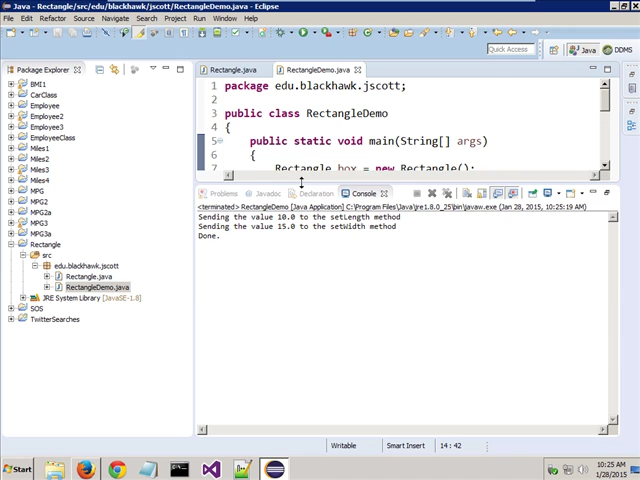 Java - Rectangle/src/edu/blackhawk/jscott/RectangleDemo.java - Eclipse
File Edit Refactor Source Navigate Search Project Run Window Help
Quick Access
Java
DDMS
Package Explorer
BMI1
CarClass
Employee
Employee2
Employee3
EmployeeClass
Miles1
Miles2
Miles3
Miles4
MPG
MPG2
MPG2a
MPG3
MPG3a
Rectangle
src
edu.blackhawk.jscott
Rectangle.java
RectangleDemo.java
JRE System Library [JavaSE-1.8]
SOS
TwitterSearches
Rectangle.java
RectangleDemo.java
1 package edu.blackhawk.jscott;
2
3 public class RectangleDemo
4 {
5 public static void main(String[] args)
6 {
7 Rectangle box = new Rectangle();
Problems
Javadoc
Declaration
Console
<terminated> RectangleDemo [Java Application] C:\Program Files\Java\jre1.8.0_25\bin\javaw.exe (Jan 28, 2015, 10:25:19 AM)
Sending the value 10.0 to the setLength method
Sending the value 15.0 to the setWidth method
Done.
Writable
Smart Insert
14 : 42
Start
10:25 AM
1/28/2015